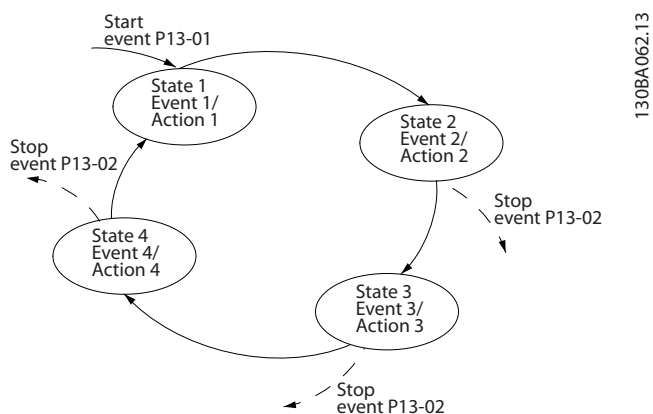 Start
event P13-01
130BA062.13
State 1
Event 1/
Action 1
State 2
Event 2/
Action 2
Stop
event P13-02
Stop
event P13-02
State 4
Event 4/
Action 4
State 3
Event 3/
Action 3
Stop
event P13-02